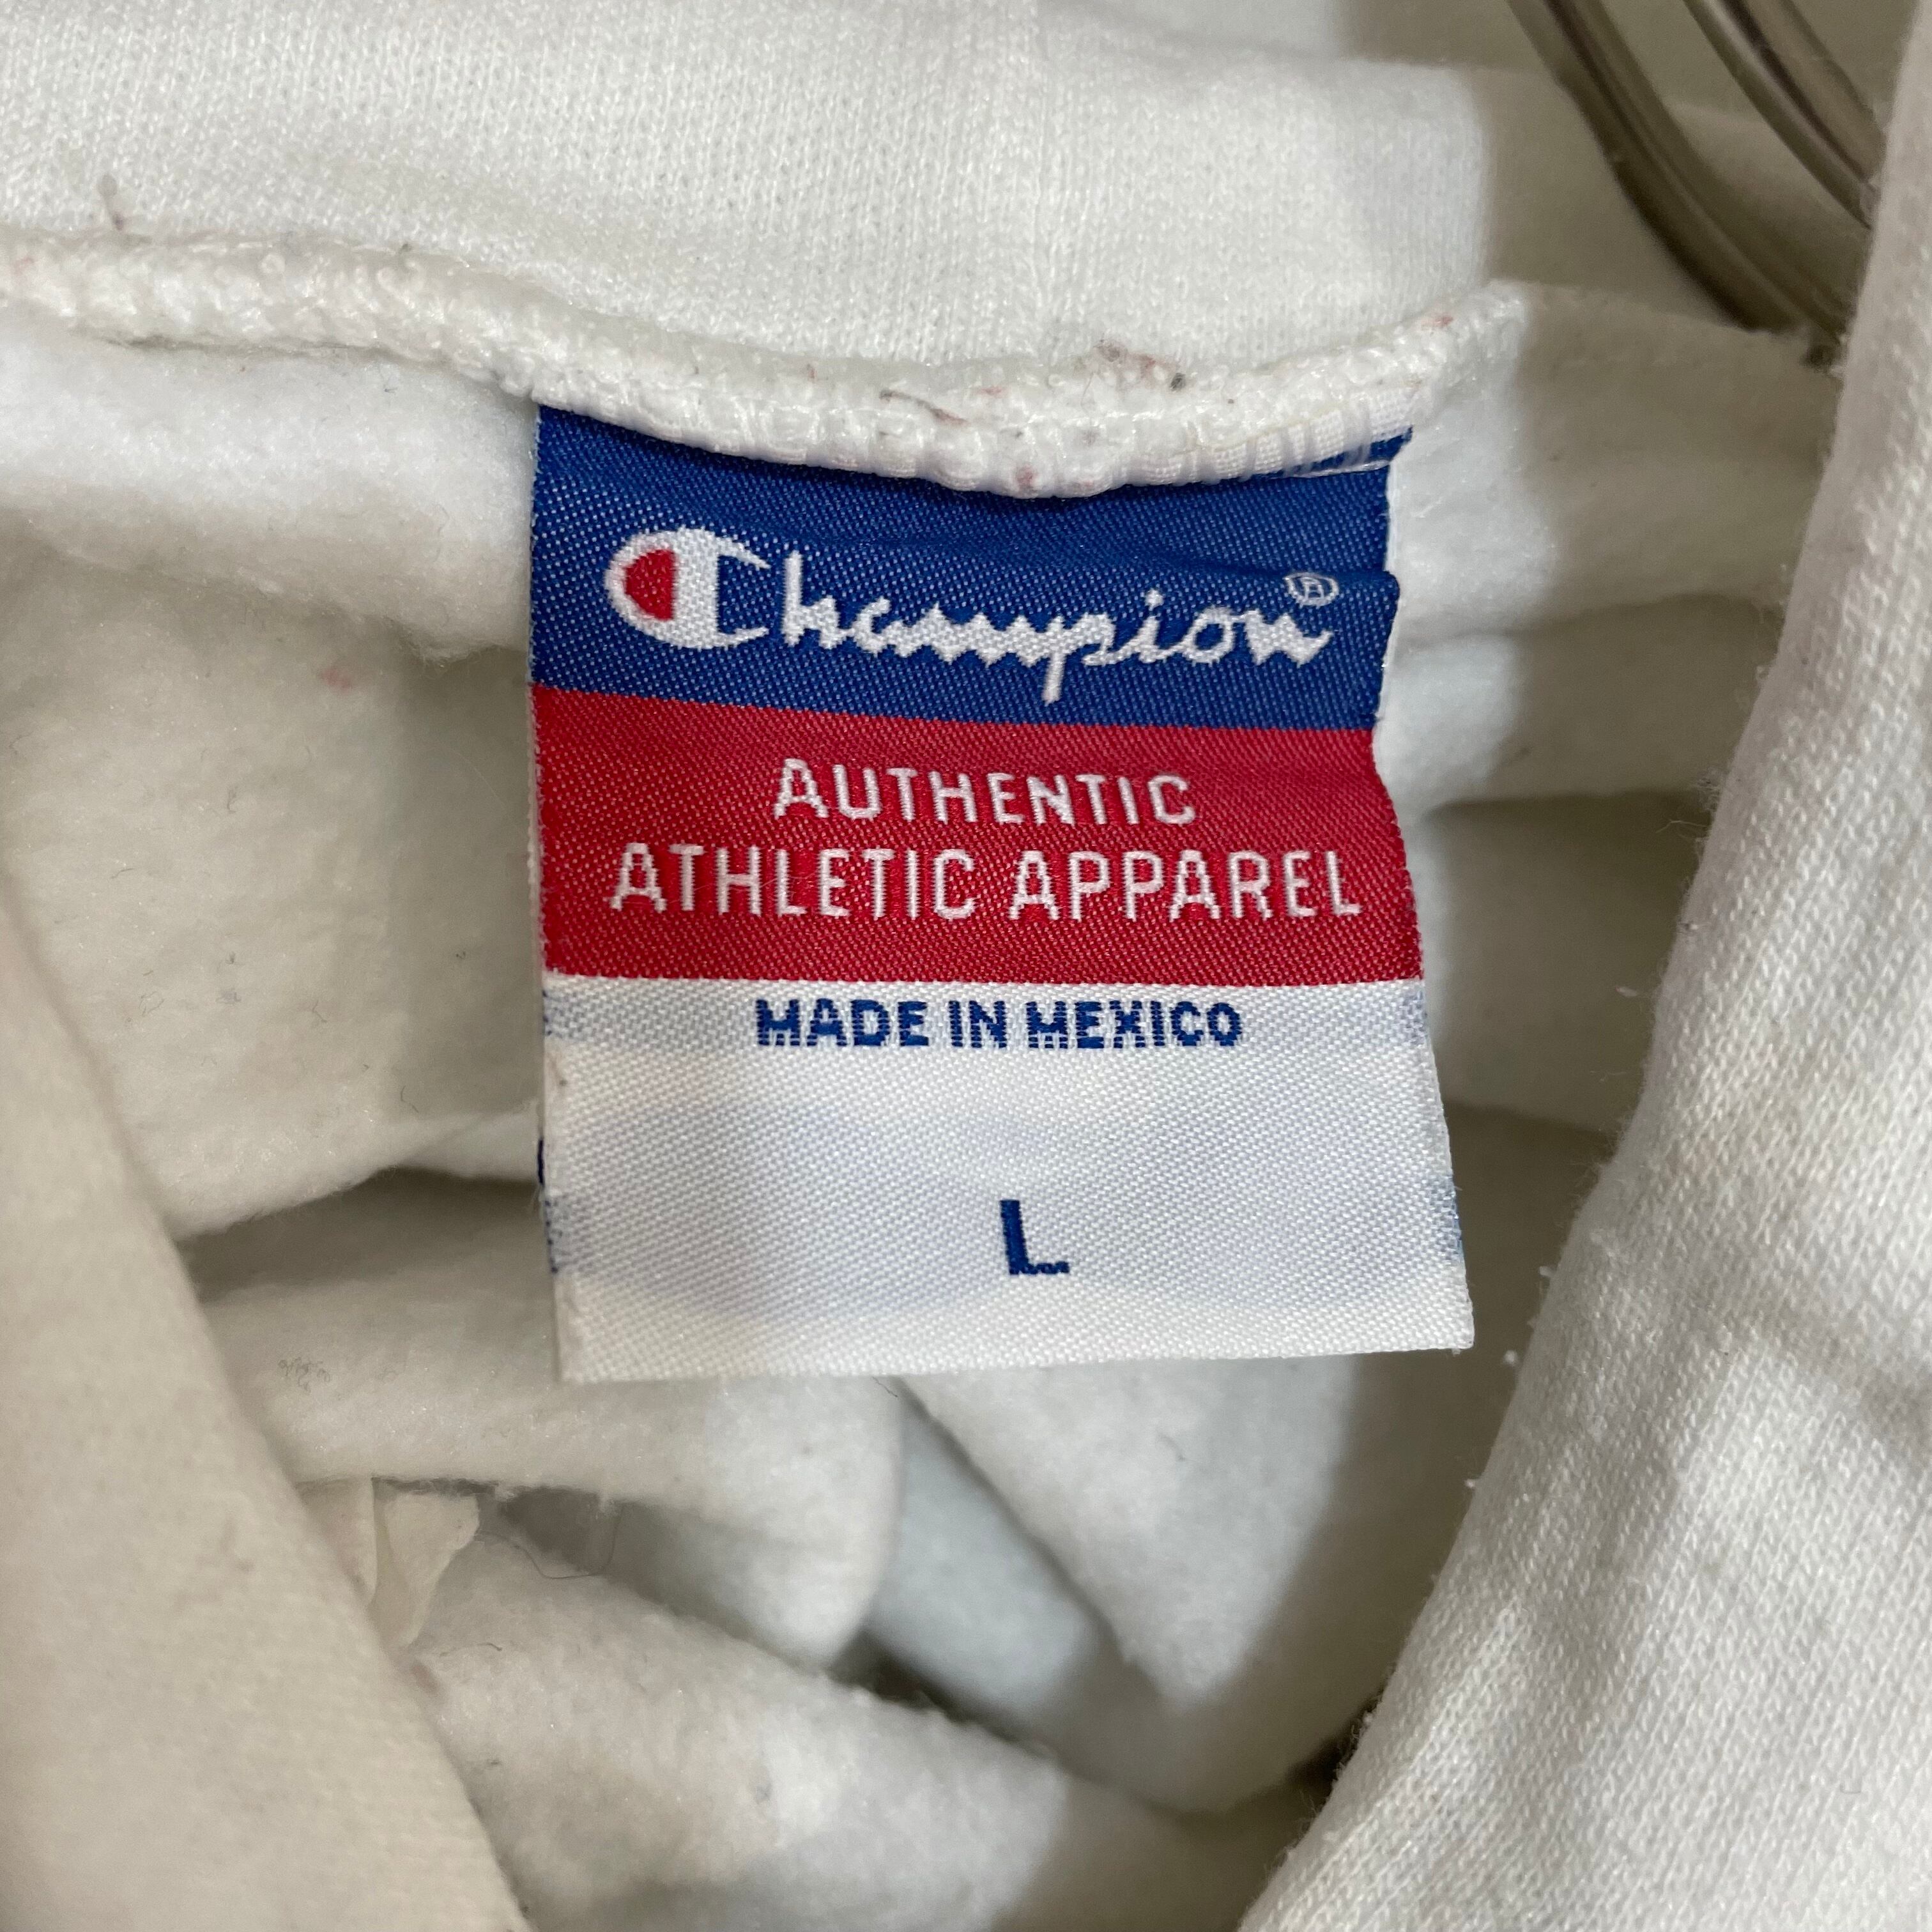 Champion®
AUTHENTIC
ATHLETIC APPAREL
MADE IN MEXICO
L